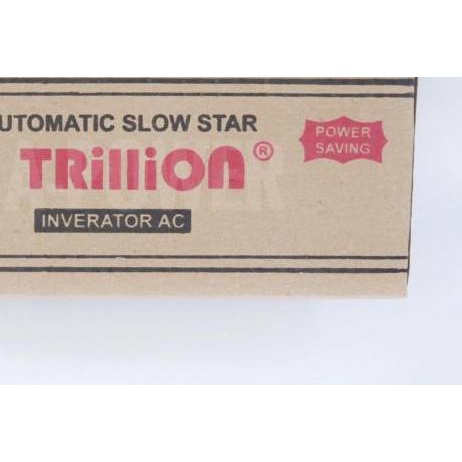 UTOMATIC SLOW STAR
TRilliON®
POWER
SAVING
INVERATOR AC